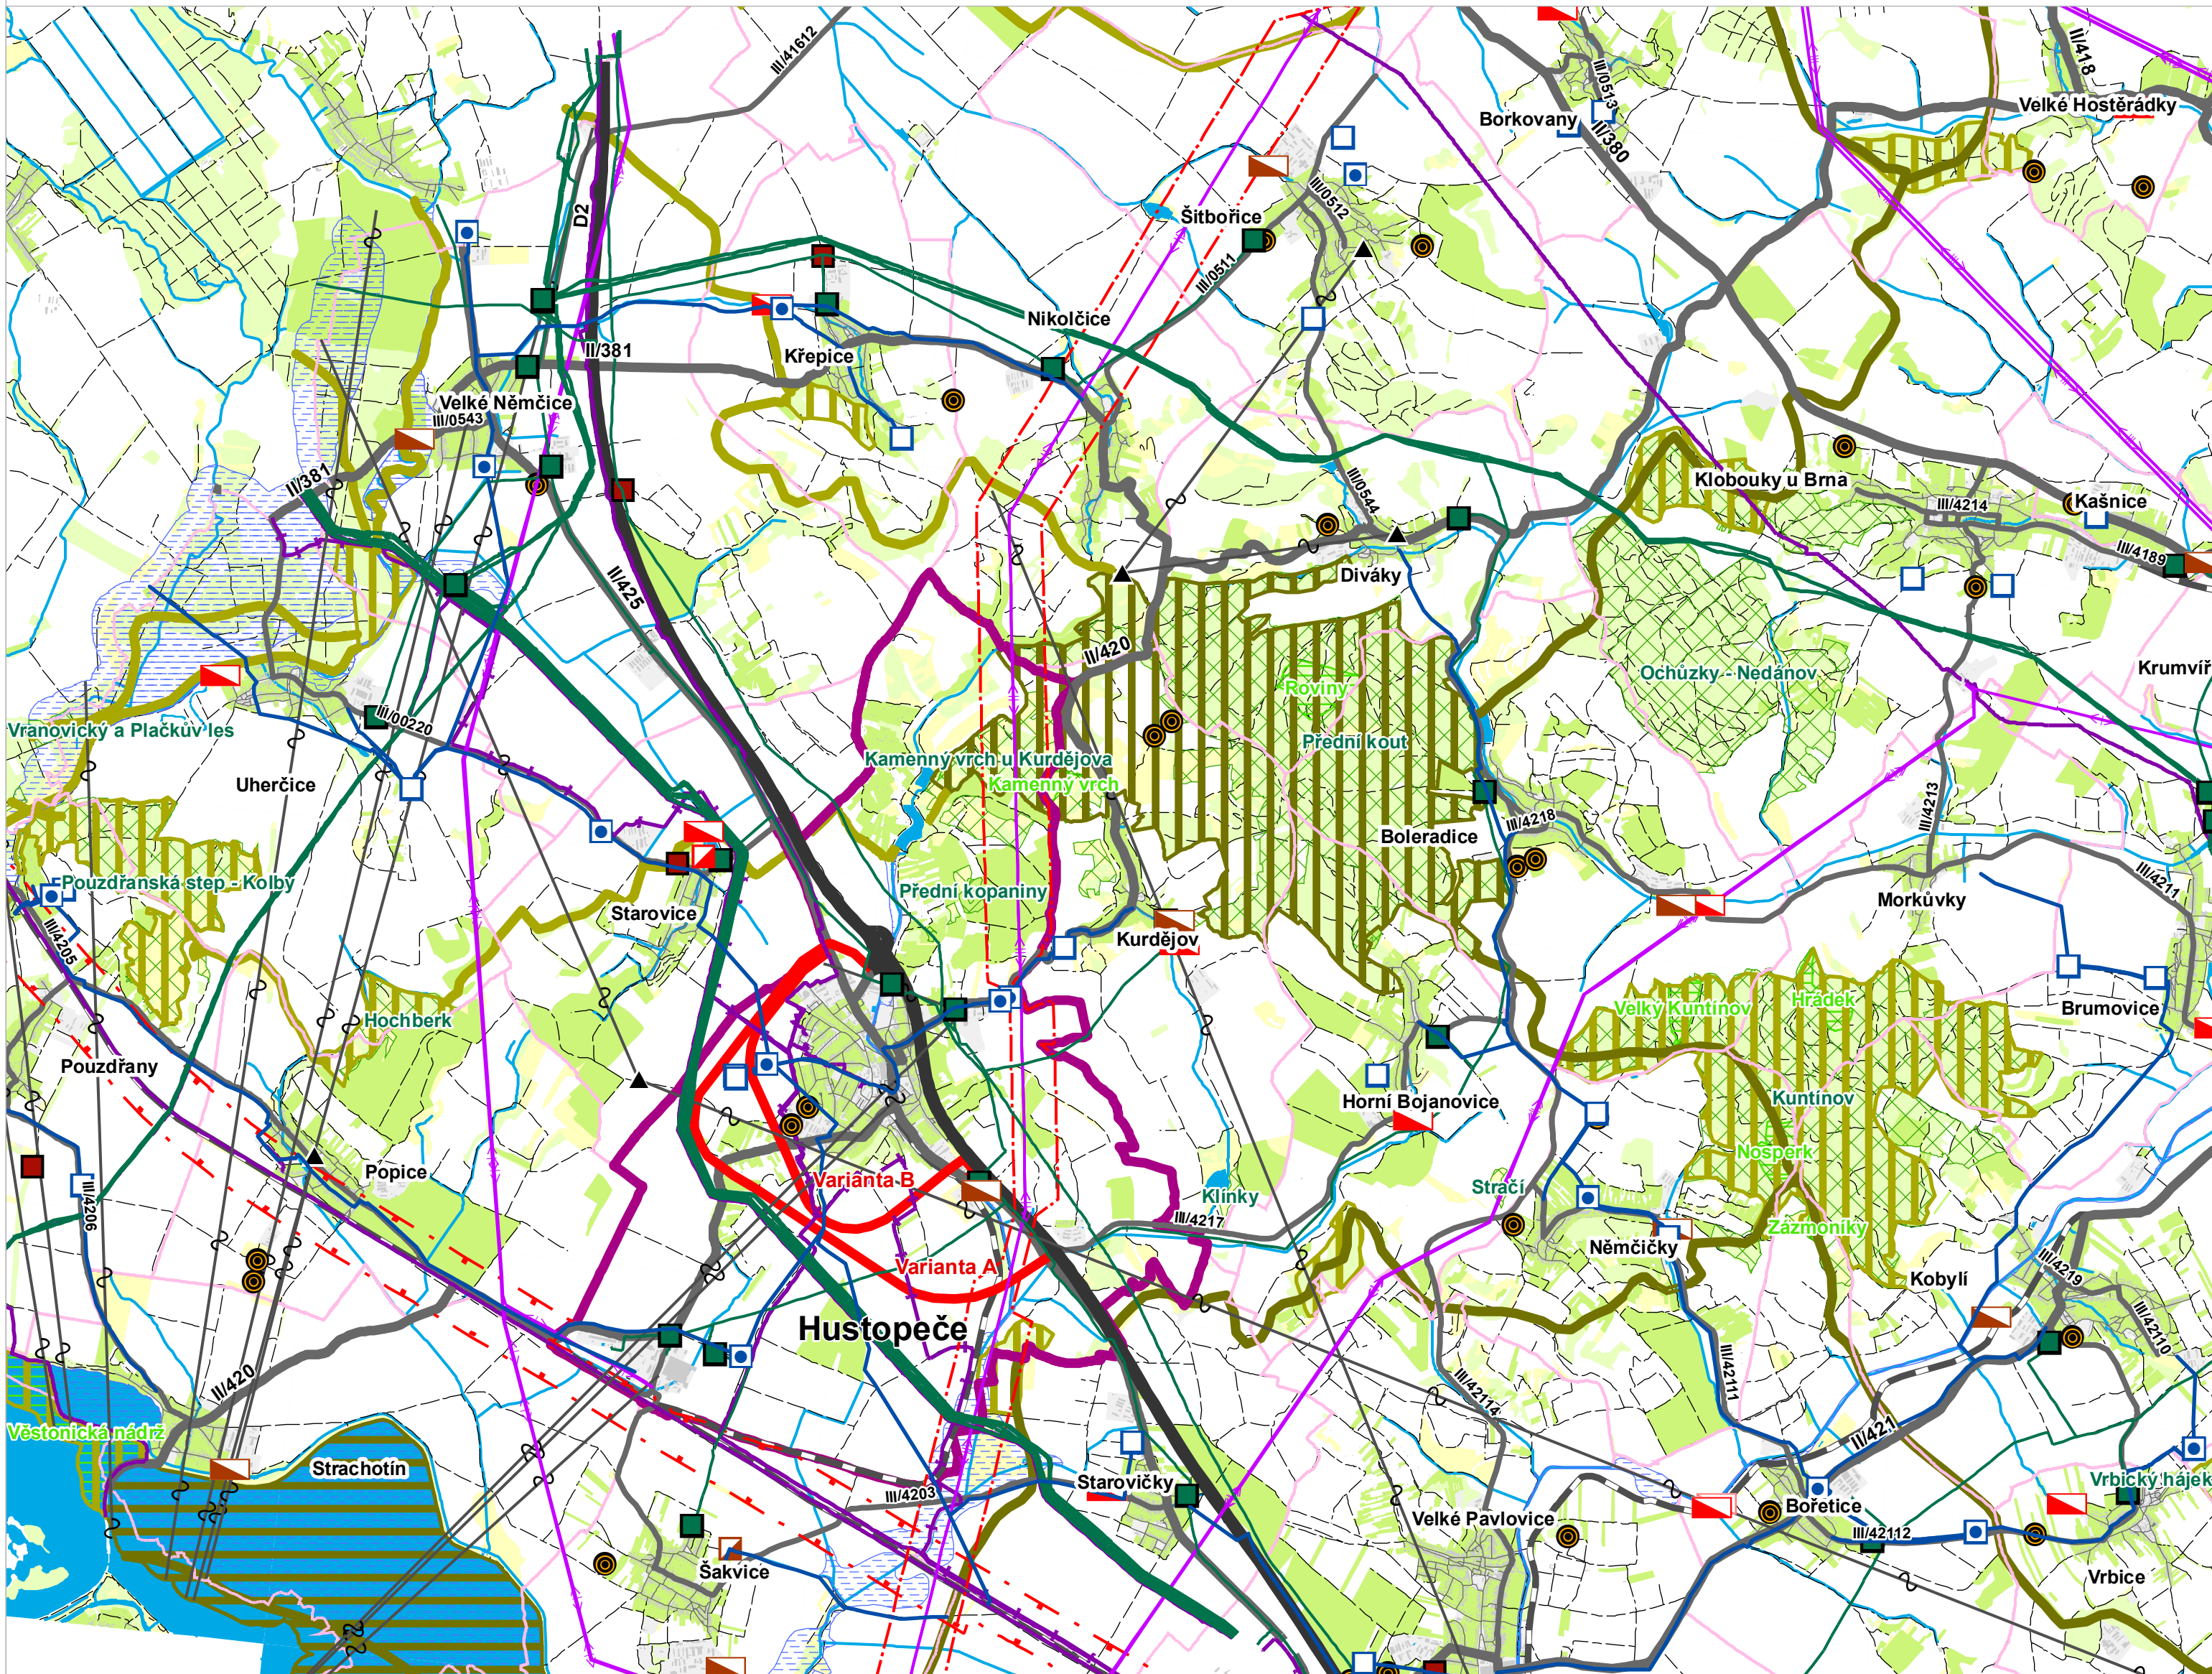 III/41612
II/418
III/0513
Velké Hostěrádky
Borkovany
II/380
D2
III/0512
Šitbořice
III/0511
Nikolčice
II/381
Křepice
Velké Němčice
III/0543
II/381
III/0544
Klobouky u Brna
Kašnice
III/4214
III/4189
Diváky
II/425
II/420
Krumvíř
Ochůzky - Nedánov
Roviny
III/00220
Vranovický a Plačkův les
Přední kout
Kamenný vrch u Kurdějova
Kamenný vrch
Uherčice
III/4213
III/4218
Boleradice
Pouzdřanská step - Kolby
Přední kopaniny
III/4211
Morkůvky
Starovice
III/4205
Kurdějov
Velký Kuntínov
Hrádek
Brumovice
Hochberk
Pouzdřany
Horní Bojanovice
Kuntínov
Nosperk
Popice
Varianta B
Stračí
Klínky
III/4206
III/4217
Zázmoníky
Němčičky
Varianta A
III/4219
Kobylí
Hustopeče
III/42110
II/420
III/42111
III/42114
Věstonická nádrž
II/421
Strachotín
Starovičky
Vrbický hájek
III/4203
Bořetice
Velké Pavlovice
III/42112
Šakvice
Vrbice